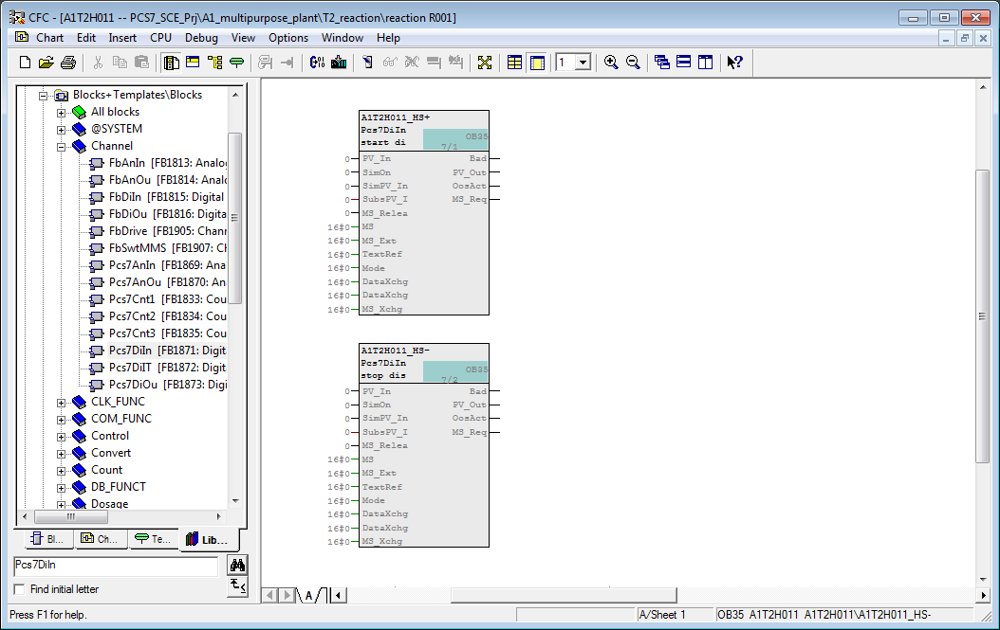 CFC - [A1T2H011 -- PCS7_SCE_Prj\A1_multipurpose_plant\T2_reaction\reaction R001]
Chart Edit Insert CPU Debug View Options Window Help
1
Blocks+Templates\Blocks
All blocks
@SYSTEM
Channel
FbAnIn [FB1813: Analog
FbAnOu [FB1814: Analo
FbDiIn [FB1815: Digital
FbDiOu [FB1816: Digita
FbDrive [FB1905: Chann
FbSwtMMS [FB1907: Ch
Pcs7AnIn [FB1869: Ana
Pcs7AnOu [FB1870: An
Pcs7Cnt1 [FB1833: Cou
Pcs7Cnt2 [FB1834: Cou
Pcs7Cnt3 [FB1835: Cou
Pcs7DiIn [FB1871: Digit
Pcs7DiIT [FB1872: Digit
Pcs7DiOu [FB1873: Digi
CLK_FUNC
COM_FUNC
Control
Convert
Count
DB_FUNCT
Dosage
Bl... Ch... Te... Lib...
Pcs7DiIn
Find initial letter
A1T2H011_HS+
Pcs7DiIn OB35
start di 7/1
0 PV_In Bad
0 SimOn PV_Out
0 SimPV_In OosAct
0 SubsPV_I MS_Req
0 MS_Relea
16#0 MS
16#0 MS_Ext
16#0 TextRef
16#0 Mode
16#0 DataXchg
16#0 DataXchg
16#0 MS_Xchg
A1T2H011_HS-
Pcs7DiIn OB35
stop dis 7/2
0 PV_In Bad
0 SimOn PV_Out
0 SimPV_In OosAct
0 SubsPV_I MS_Req
0 MS_Relea
16#0 MS
16#0 MS_Ext
16#0 TextRef
16#0 Mode
16#0 DataXchg
16#0 DataXchg
16#0 MS_Xchg
A
Press F1 for help. A/Sheet 1 OB35 A1T2H011 A1T2H011\A1T2H011_HS-